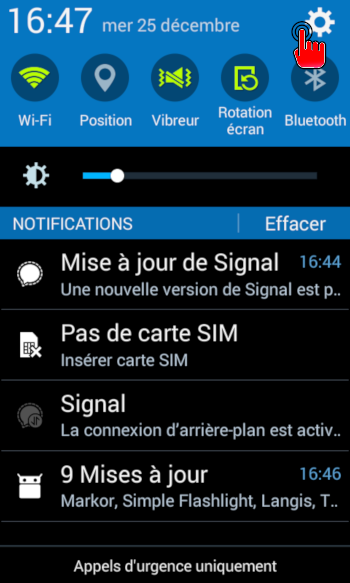 16:47 mer 25 décembre
Wi-Fi Position Vibreur Rotation écran Bluetooth
NOTIFICATIONS Effacer
Mise à jour de Signal 16:44
Une nouvelle version de Signal est p..
Pas de carte SIM
Insérer carte SIM
Signal
La connexion d'arrière-plan est activ..
9 Mises à jour 16:46
Markor, Simple Flashlight, Langis, T..
Appels d'urgence uniquement